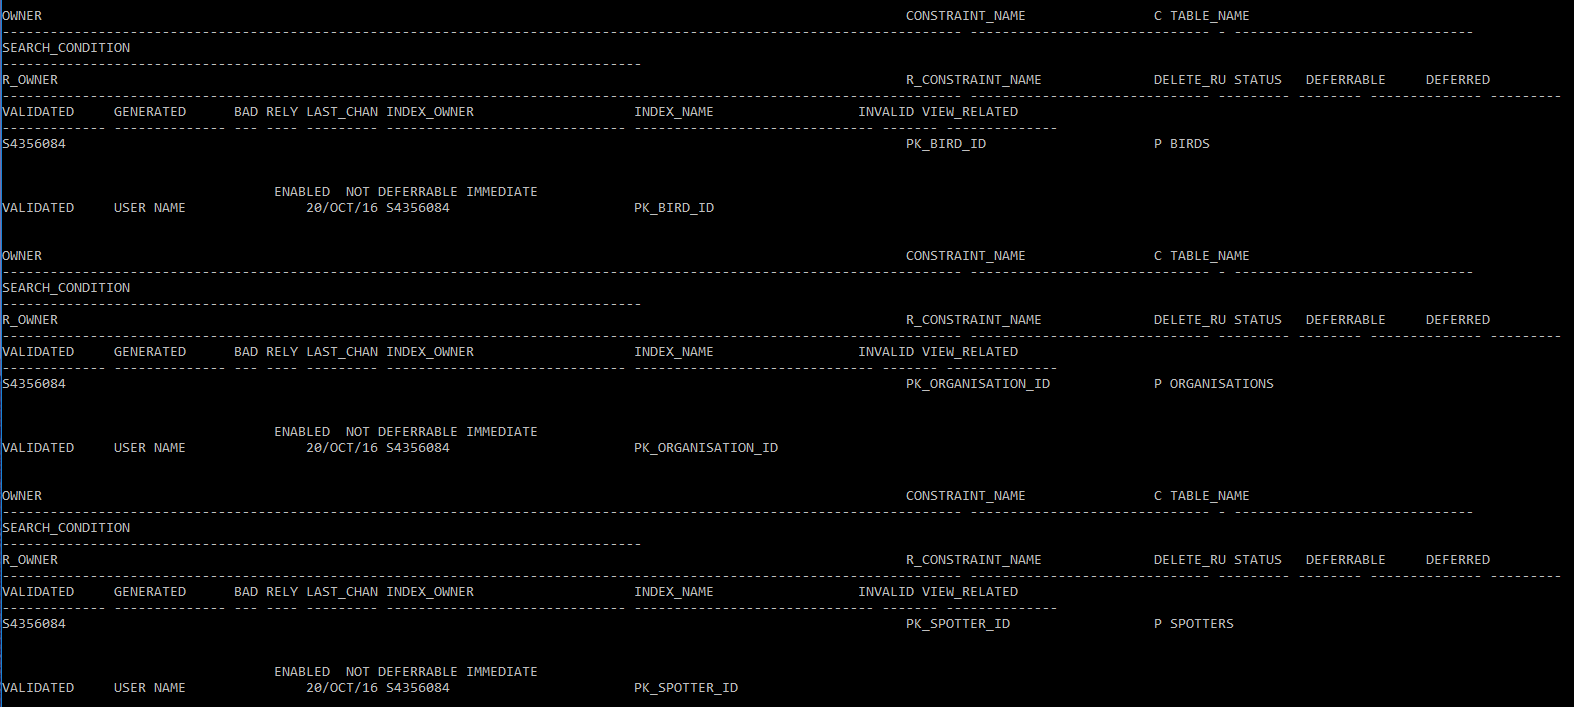 OWNER CONSTRAINT_NAME C TABLE_NAME
------------------------------------------------------------------------------------------------------------------------ ------------------------------ - ------------------------------
SEARCH_CONDITION
--------------------------------------------------------------------------------
R_OWNER R_CONSTRAINT_NAME DELETE_RU STATUS DEFERRABLE DEFERRED
------------------------------------------------------------------------------------------------------------------------ ------------------------------ --------- -------- -------------- ---------
VALIDATED GENERATED BAD RELY LAST_CHAN INDEX_OWNER INDEX_NAME INVALID VIEW_RELATED
------------- -------------- --- ---- --------- ------------------------------ ------------------------------ ------- --------------
S4356084 PK_BIRD_ID P BIRDS
ENABLED NOT DEFERRABLE IMMEDIATE
VALIDATED USER NAME 20/OCT/16 S4356084 PK_BIRD_ID
OWNER CONSTRAINT_NAME C TABLE_NAME
------------------------------------------------------------------------------------------------------------------------ ------------------------------ - ------------------------------
SEARCH_CONDITION
--------------------------------------------------------------------------------
R_OWNER R_CONSTRAINT_NAME DELETE_RU STATUS DEFERRABLE DEFERRED
------------------------------------------------------------------------------------------------------------------------ ------------------------------ --------- -------- -------------- ---------
VALIDATED GENERATED BAD RELY LAST_CHAN INDEX_OWNER INDEX_NAME INVALID VIEW_RELATED
------------- -------------- --- ---- --------- ------------------------------ ------------------------------ ------- --------------
S4356084 PK_ORGANISATION_ID P ORGANISATIONS
ENABLED NOT DEFERRABLE IMMEDIATE
VALIDATED USER NAME 20/OCT/16 S4356084 PK_ORGANISATION_ID
OWNER CONSTRAINT_NAME C TABLE_NAME
------------------------------------------------------------------------------------------------------------------------ ------------------------------ - ------------------------------
SEARCH_CONDITION
--------------------------------------------------------------------------------
R_OWNER R_CONSTRAINT_NAME DELETE_RU STATUS DEFERRABLE DEFERRED
------------------------------------------------------------------------------------------------------------------------ ------------------------------ --------- -------- -------------- ---------
VALIDATED GENERATED BAD RELY LAST_CHAN INDEX_OWNER INDEX_NAME INVALID VIEW_RELATED
------------- -------------- --- ---- --------- ------------------------------ ------------------------------ ------- --------------
S4356084 PK_SPOTTER_ID P SPOTTERS
ENABLED NOT DEFERRABLE IMMEDIATE
VALIDATED USER NAME 20/OCT/16 S4356084 PK_SPOTTER_ID